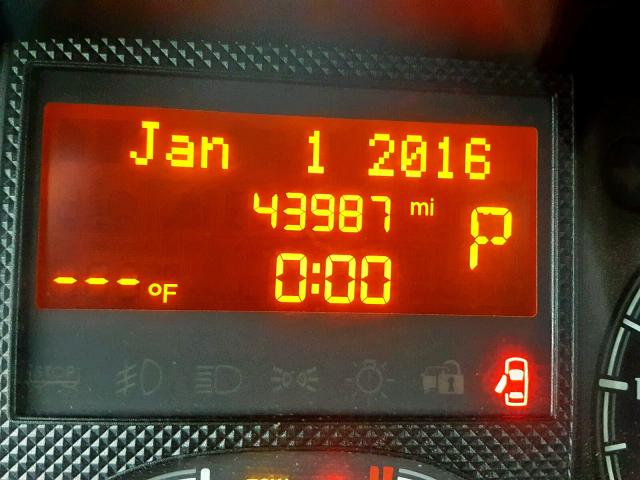 Jan 1 2016
43987 mi
P
--- °F 0:00